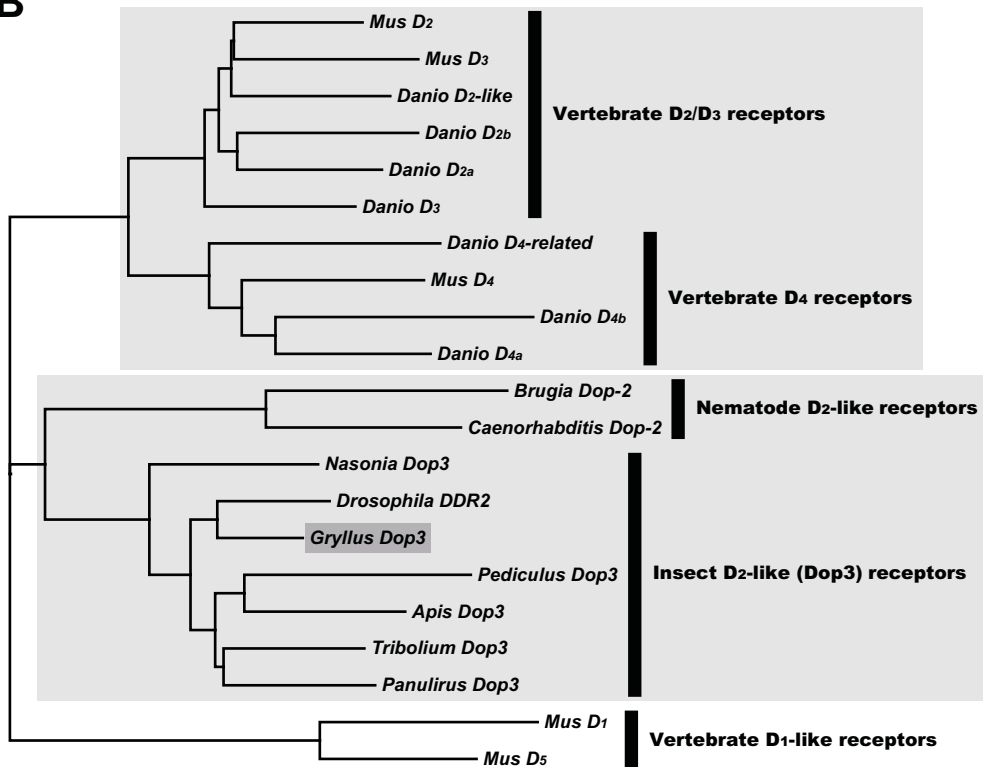 B
Mus D2
Mus D3
Danio D2-like
Danio D2b
Danio D2a
Danio D3
Vertebrate D2/D3 receptors
Danio D4-related
Mus D4
Danio D4b
Danio D4a
Vertebrate D4 receptors
Brugia Dop-2
Caenorhabditis Dop-2
Nematode D2-like receptors
Nasonia Dop3
Drosophila DDR2
Gryllus Dop3
Pediculus Dop3
Apis Dop3
Tribolium Dop3
Panulirus Dop3
Insect D2-like (Dop3) receptors
Mus D1
Mus D5
Vertebrate D1-like receptors